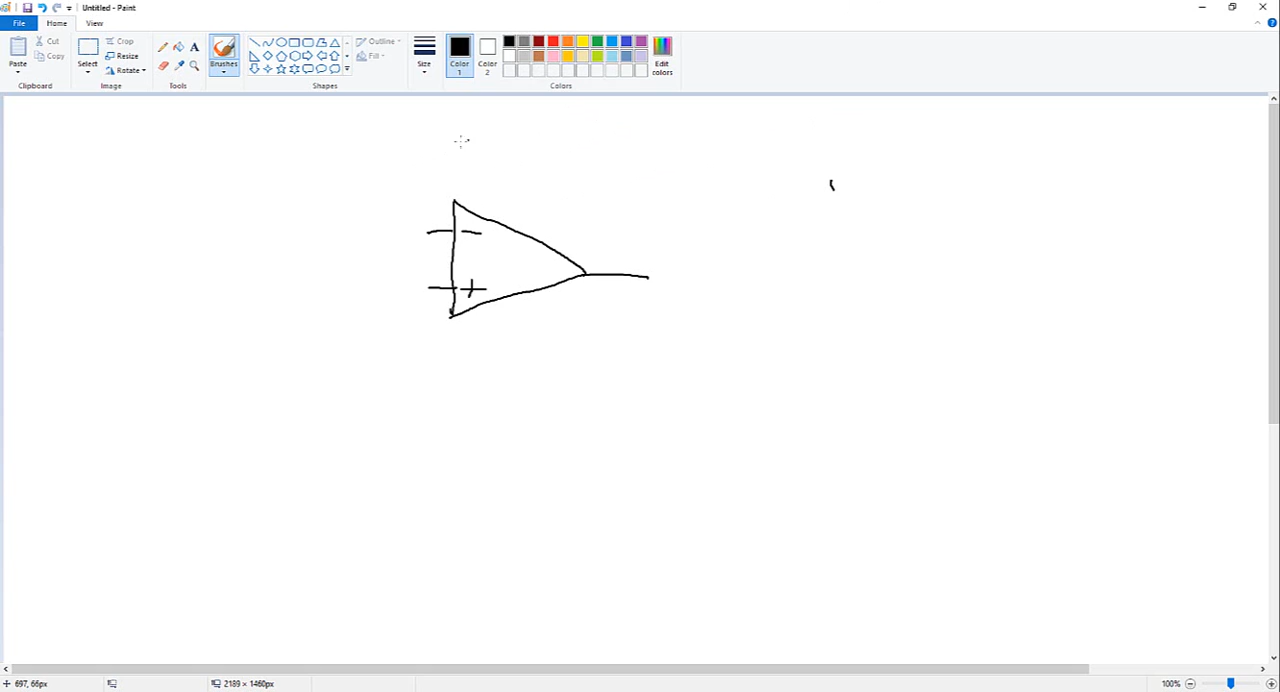 Untitled - Paint
File Home View
Paste Cut Copy Clipboard
Select Crop Resize Rotate Image
Tools
Brushes
Outline Fill Shapes
Size
Color 1 Color 2 Edit colors Colors
− +
697, 66px 2189 × 1460px 100%